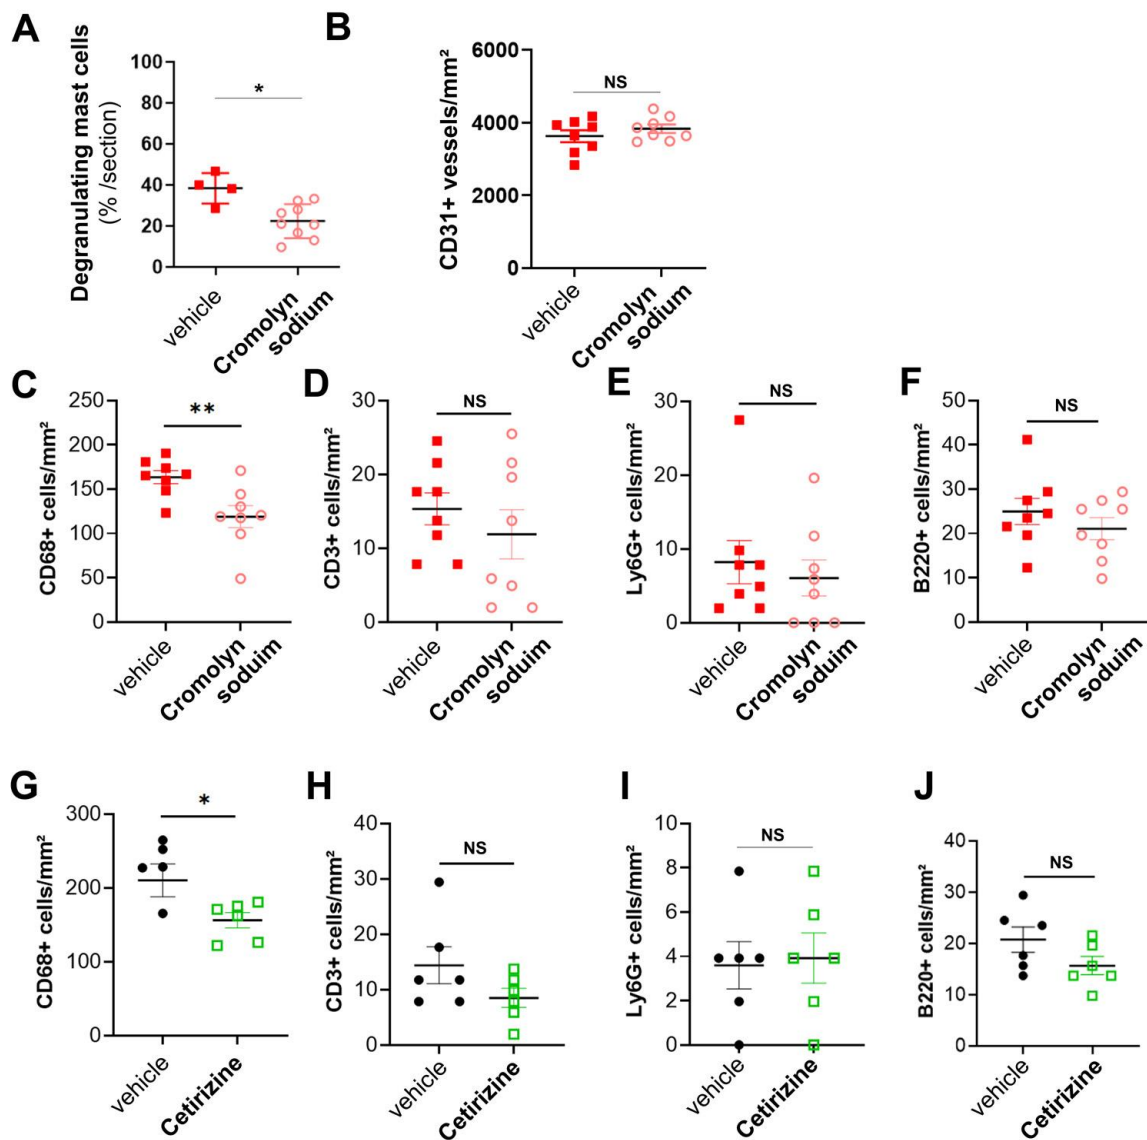 A
Degranulating mast cells
(% /section)
100
80
60
40
20
0
*
vehicle
Cromolyn
sodium
B
CD31+ vessels/mm²
6000
4000
2000
0
NS
vehicle
Cromolyn
sodium
C
CD68+ cells/mm²
250
200
150
100
50
0
**
vehicle
Cromolyn
soduim
D
CD3+ cells/mm²
30
20
10
0
NS
vehicle
Cromolyn
soduim
E
Ly6G+ cells/mm²
30
20
10
0
NS
vehicle
Cromolyn
soduim
F
B220+ cells/mm²
50
40
30
20
10
0
NS
vehicle
Cromolyn
soduim
G
CD68+ cells/mm²
300
200
100
0
*
vehicle
Cetirizine
H
CD3+ cells/mm²
40
30
20
10
0
NS
vehicle
Cetirizine
I
Ly6G+ cells/mm²
10
8
6
4
2
0
NS
vehicle
Cetirizine
J
B220+ cells/mm²
40
30
20
10
0
NS
vehicle
Cetirizine